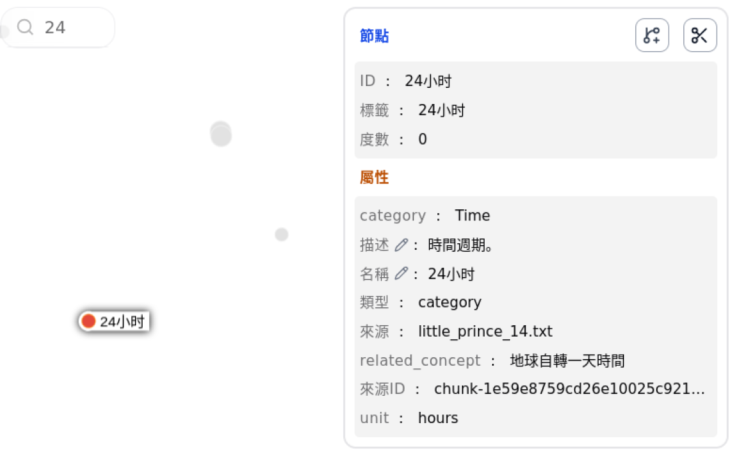 24
節點
ID : 24小时
標籤 : 24小时
度數 : 0
屬性
category : Time
描述 : 時間週期。
名稱 : 24小时
類型 : category
來源 : little_prince_14.txt
related_concept : 地球自轉一天時間
來源ID : chunk-1e59e8759cd26e10025c921...
unit : hours
24小时